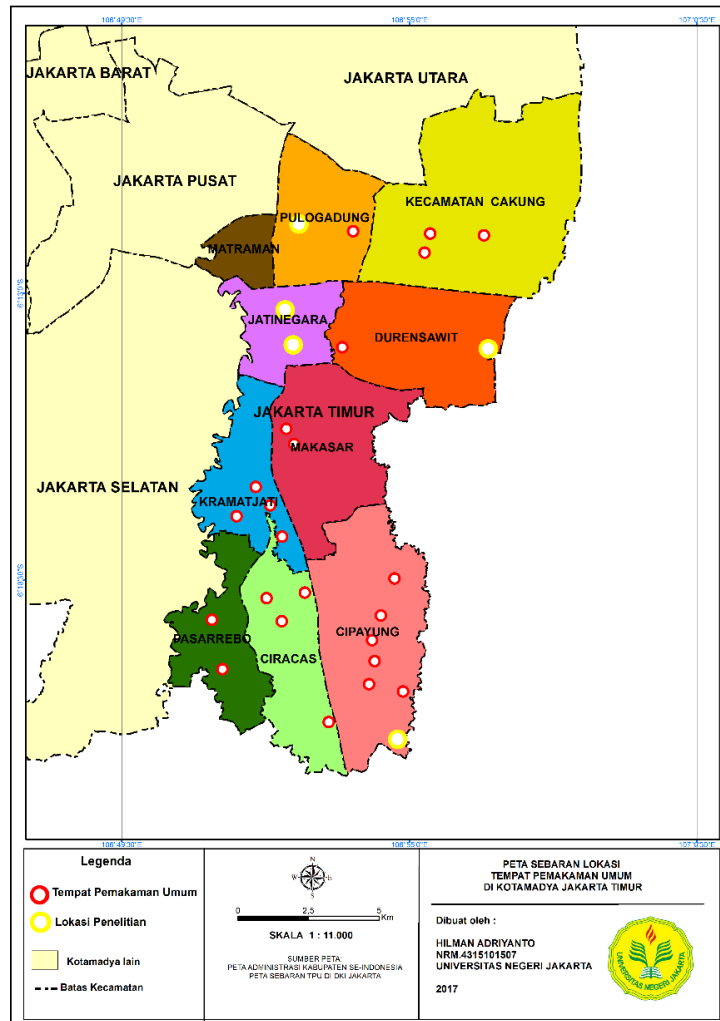 106°49'30"E 106°55'0"E 107°0'30"E
JAKARTA BARAT
JAKARTA UTARA
JAKARTA PUSAT
KECAMATAN CAKUNG
PULOGADUNG
MATRAMAN
JATINEGARA
DURENSAWIT
JAKARTA TIMUR
MAKASAR
JAKARTA SELATAN
KRAMATJATI
6°18'30"S
PASARREBO
CIRACAS
CIPAYUNG
106°49'30"E 106°55'0"E 107°0'30"E
Legenda
Tempat Pemakaman Umum
Lokasi Penelitian
Kotamadya lain
Batas Kecamatan
N
S
0 2,5 5
Km
SKALA 1 : 11.000
SUMBER PETA:
PETA ADMINISTRASI KABUPATEN SE-INDONESIA
PETA SEBARAN TPU DI DKI JAKARTA
PETA SEBARAN LOKASI
TEMPAT PEMAKAMAN UMUM
DI KOTAMADYA JAKARTA TIMUR
Dibuat oleh :
HILMAN ADRIYANTO
NRM.4315101507
UNIVERSITAS NEGERI JAKARTA
2017
UNIVERSITAS NEGERI JAKARTA